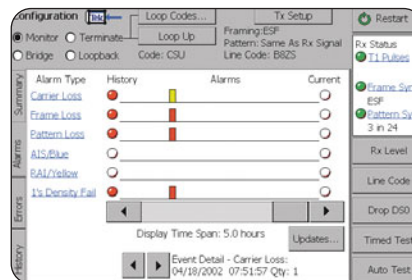 Configuration Tele Loop Codes... Tx Setup Restart
Monitor Terminate Loop Up Framing:ESF
Pattern: Same As Rx Signal
Bridge Loopback Code: CSU Line Code: B8ZS
Rx Status
T1 Pulses
Frame Syn
ESF
Pattern Sy
3 in 24
Rx Level
Line Code
Drop DS0
Timed Test
Auto Test
Summary
Alarms
Errors
History
Alarm Type History Alarms Current
Carrier Loss
Frame Loss
Pattern Loss
AIS/Blue
RAI/Yellow
1's Density Fail
Display Time Span: 5.0 hours Updates...
Event Detail - Carrier Loss:
04/18/2002 07:51:57 Qty: 1